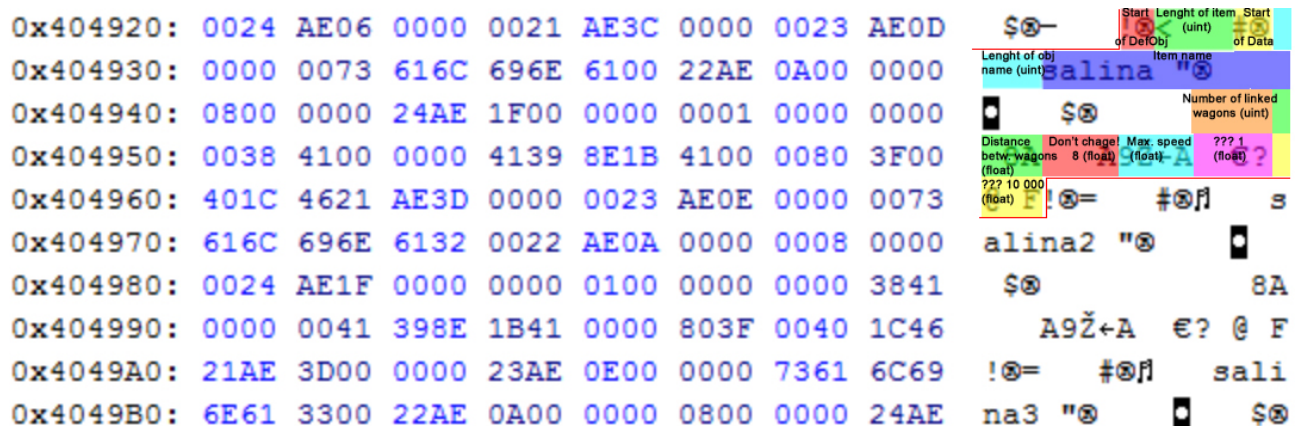 0x404920: 0024 AE06 0000 0021 AE3C 0000 0023 AE0D $®– !®< #®
Start of DefObj
Lenght of item (uint)
Start of Data
0x404930: 0000 0073 616C 696E 6100 22AE 0A00 0000 salina "®
Lenght of obj name (uint)
Item name
0x404940: 0800 0000 24AE 1F00 0000 0001 0000 0000 $®
Number of linked wagons (uint)
0x404950: 0038 4100 0000 4139 8E1B 4100 0080 3F00 8A A9Ž←A €?
Distance betw. wagons (float)
Don't chage! 8 (float)
Max. speed (float)
??? 1 (float)
0x404960: 401C 4621 AE3D 0000 0023 AE0E 0000 0073 @ F!®= #®♫ s
??? 10 000 (float)
0x404970: 616C 696E 6132 0022 AE0A 0000 0008 0000 alina2 "® ◘
0x404980: 0024 AE1F 0000 0000 0100 0000 0000 3841 $® 8A
0x404990: 0000 0041 398E 1B41 0000 803F 0040 1C46 A9Ž←A €? @ F
0x4049A0: 21AE 3D00 0000 23AE 0E00 0000 7361 6C69 !®= #®♫ sali
0x4049B0: 6E61 3300 22AE 0A00 0000 0800 0000 24AE na3 "® ◘ $®